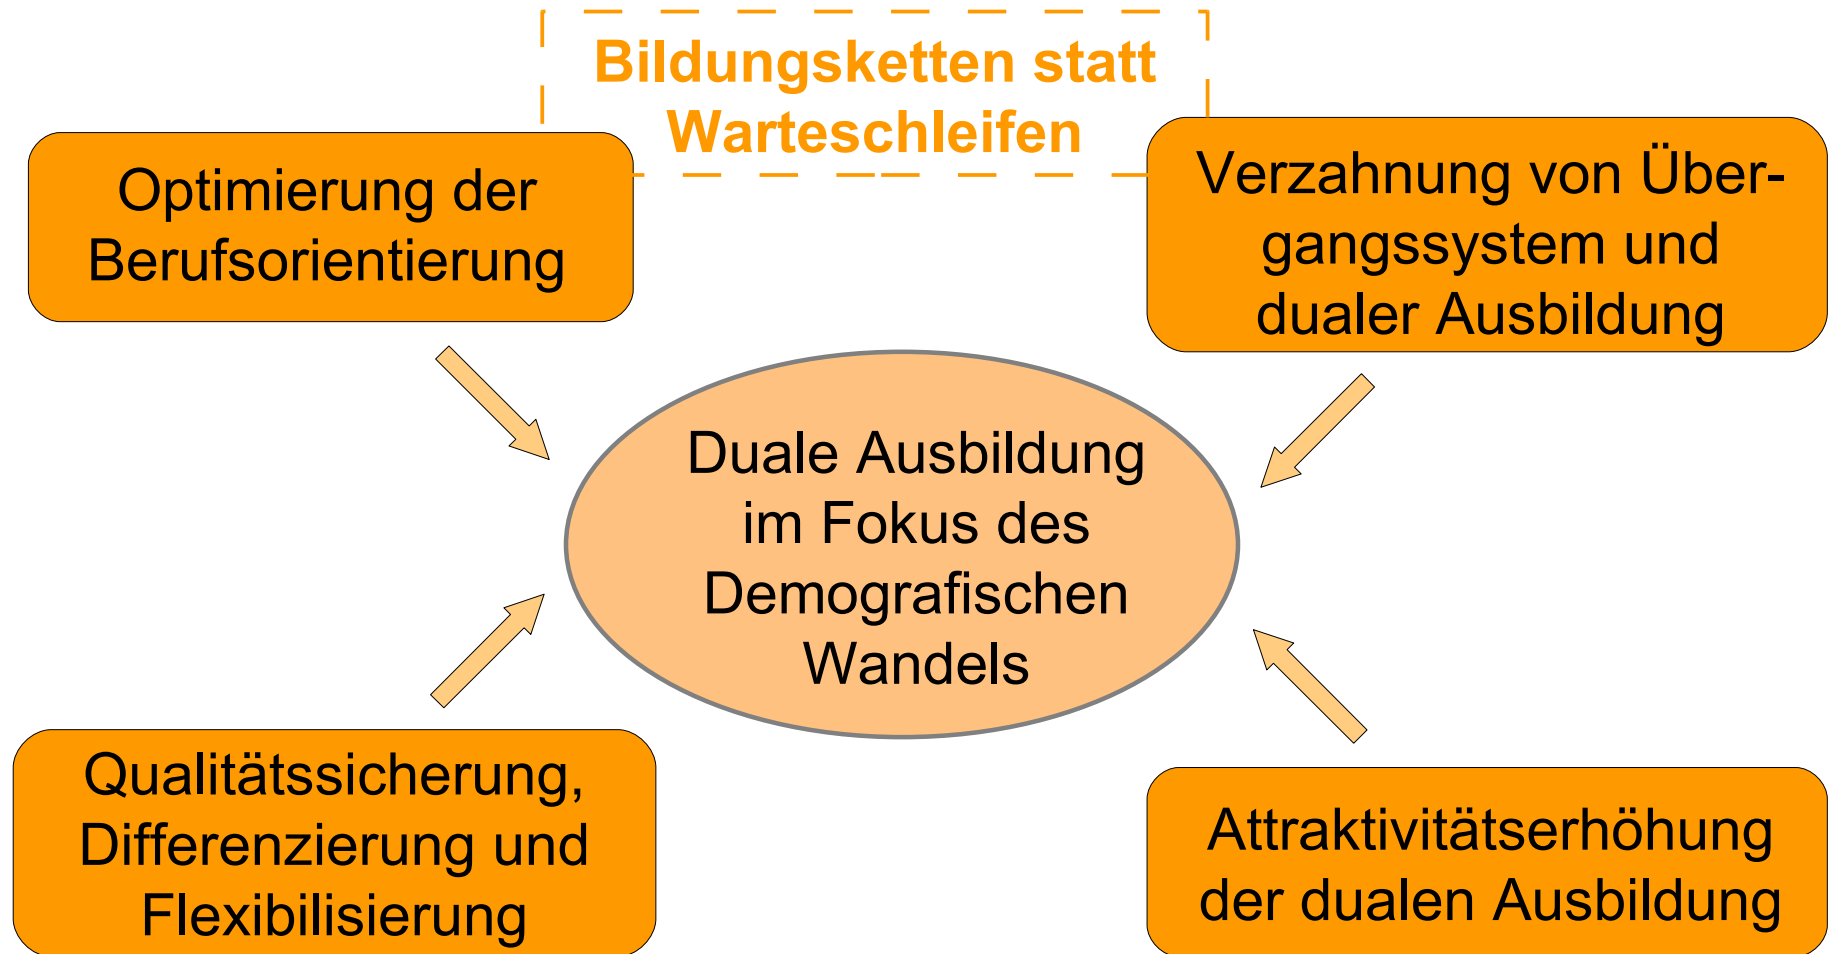 Bildungsketten statt
Warteschleifen
Optimierung der
Berufsorientierung
Verzahnung von Über-
gangssystem und
dualer Ausbildung
Duale Ausbildung
im Fokus des
Demografischen
Wandels
Qualitätssicherung,
Differenzierung und
Flexibilisierung
Attraktivitätserhöhung
der dualen Ausbildung